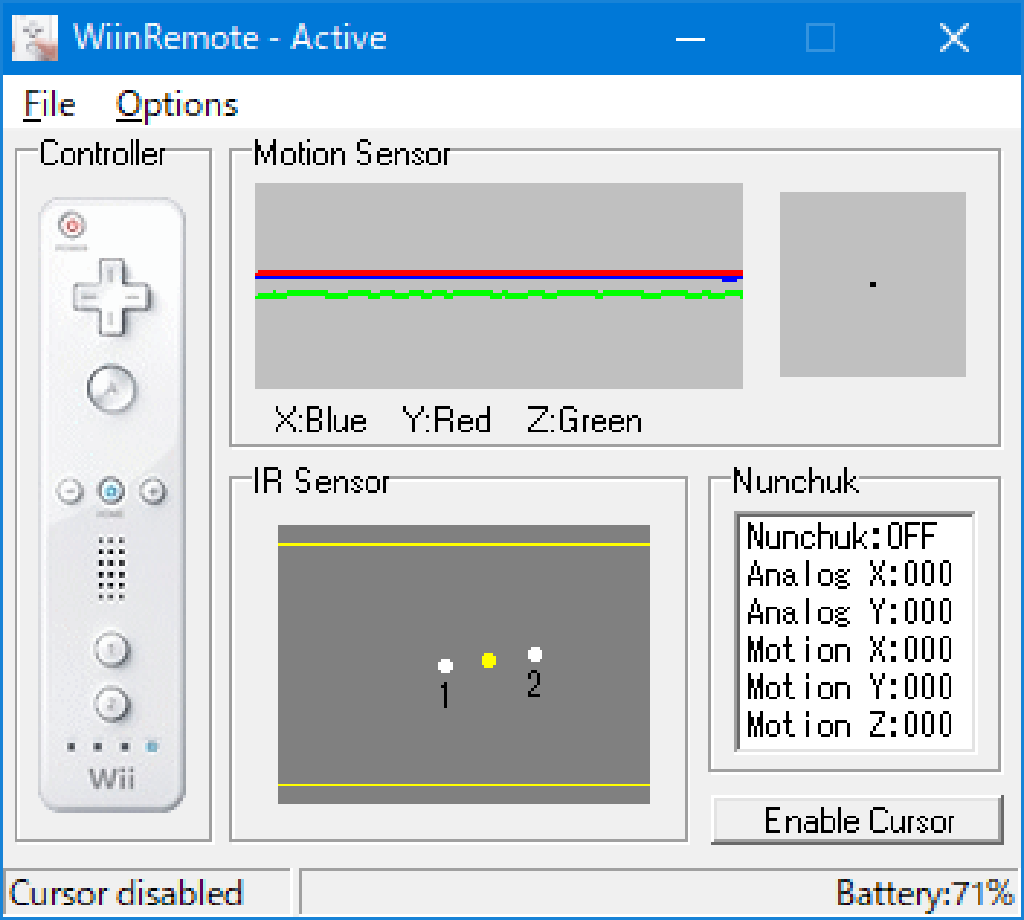 WiinRemote - Active
File Options
Controller
Motion Sensor
X:Blue Y:Red Z:Green
IR Sensor
1
2
Nunchuk
Nunchuk:OFF
Analog X:000
Analog Y:000
Motion X:000
Motion Y:000
Motion Z:000
Enable Cursor
Wii
Cursor disabled
Battery:71%